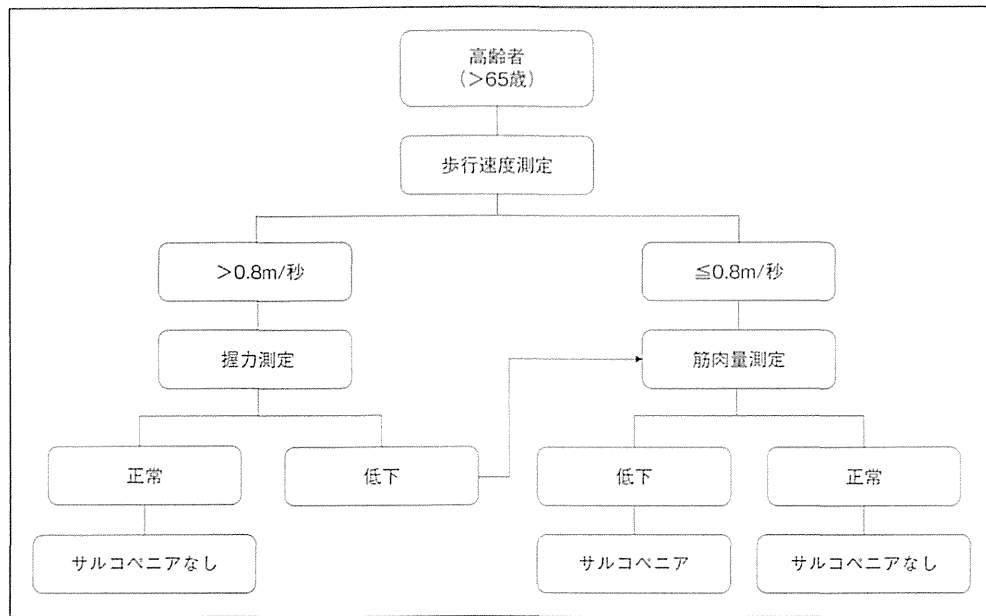 高齢者
(>65歳)
歩行速度測定
>0.8m/秒
≦0.8m/秒
握力測定
筋肉量測定
正常
低下
低下
正常
サルコペニアなし
サルコペニア
サルコペニアなし